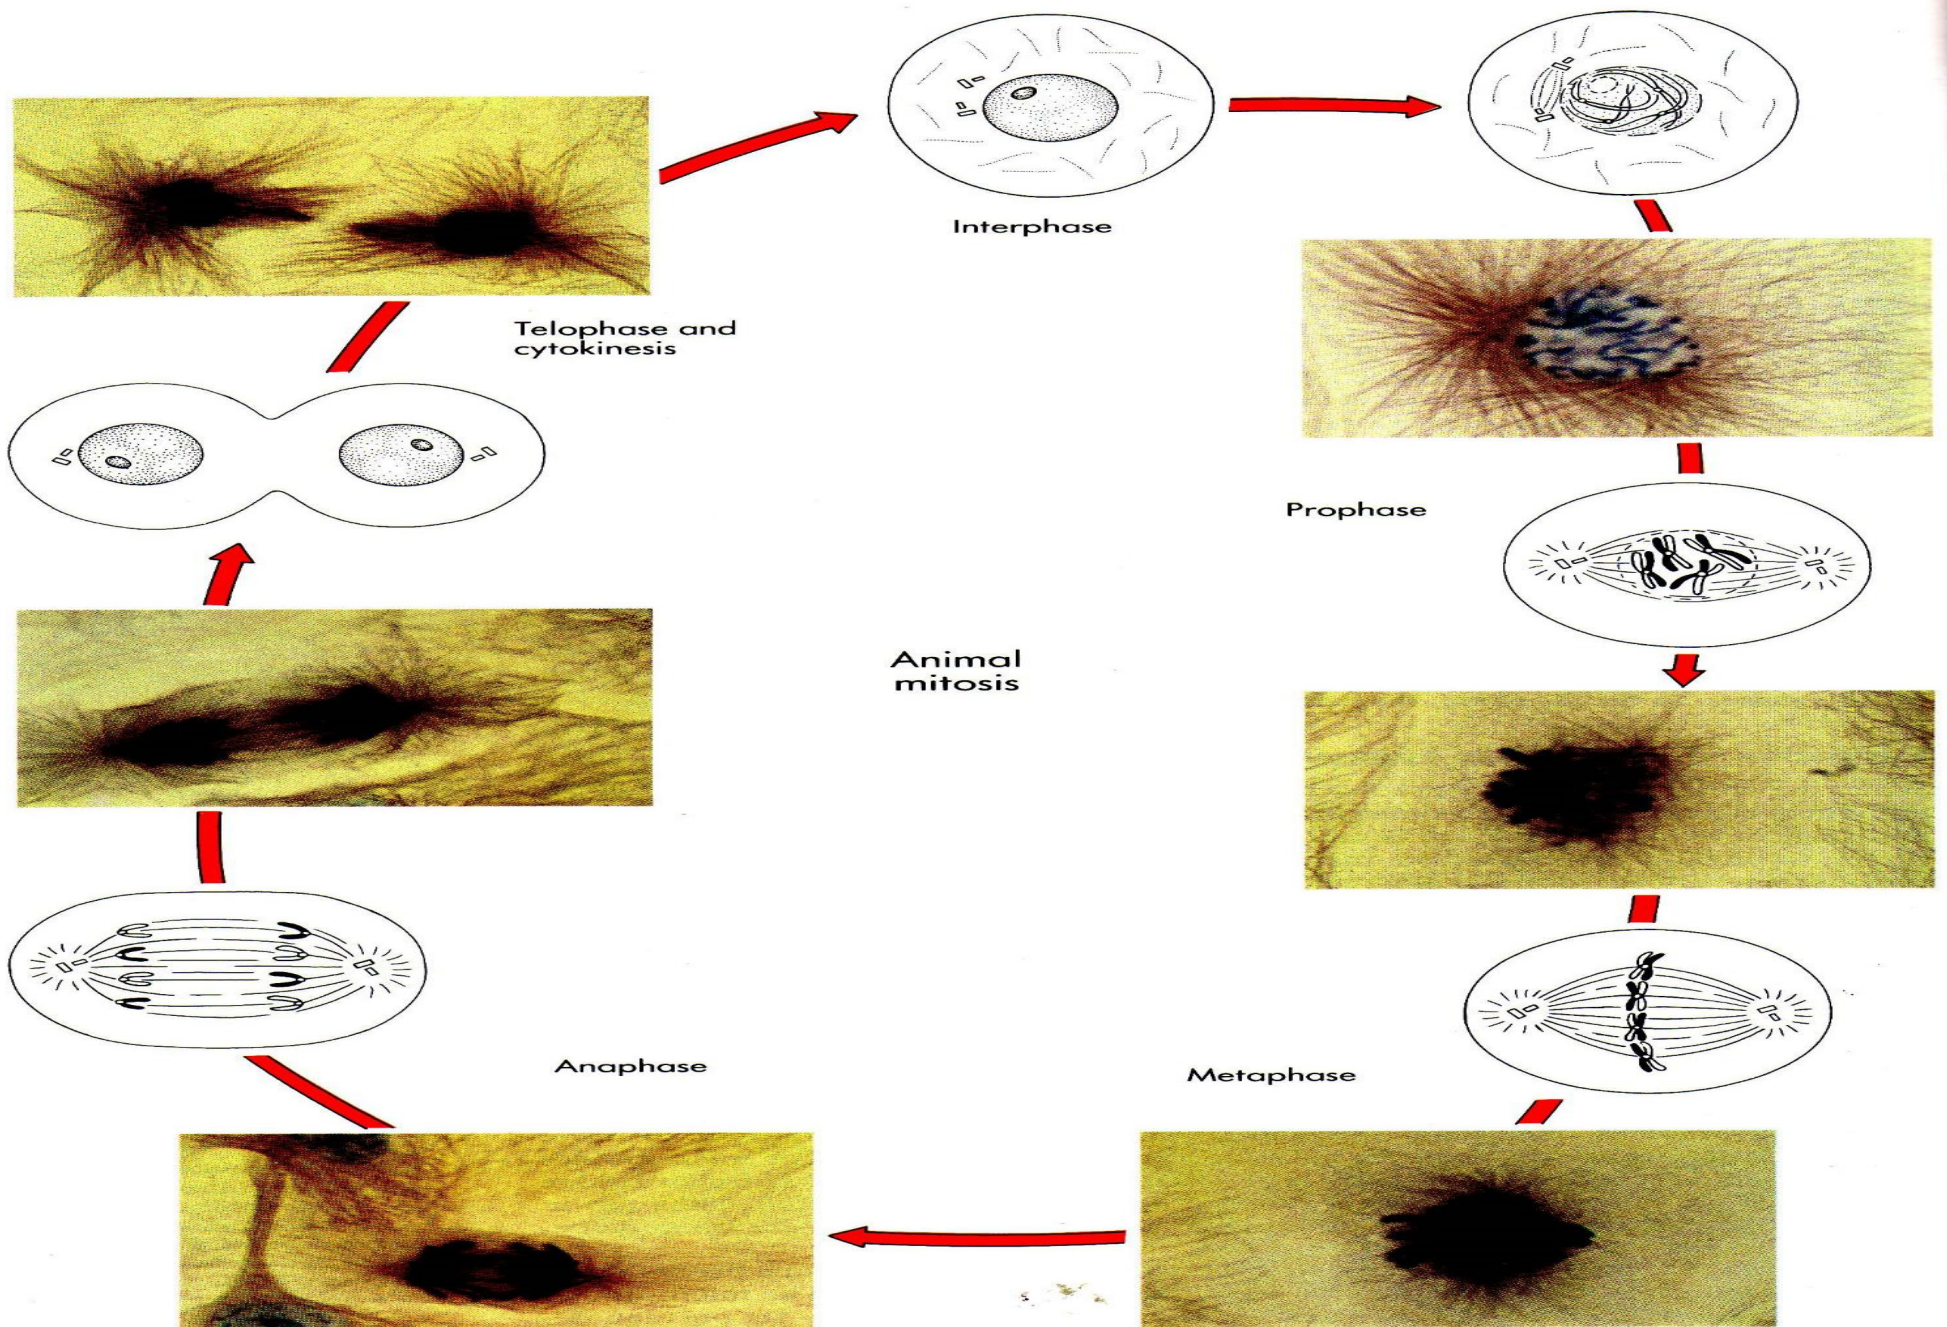 Interphase
Telophase and
cytokinesis
Prophase
Animal
mitosis
Anaphase
Metaphase